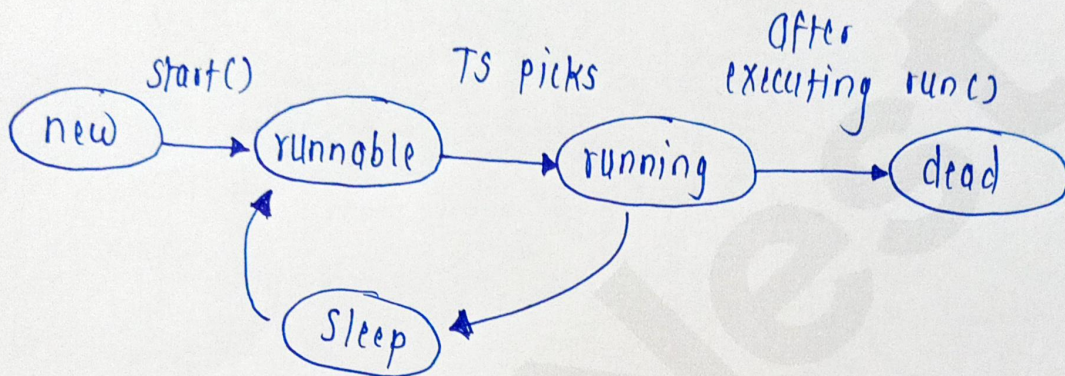 start()
TS picks
after
executing run()
new
runnable
running
dead
sleep